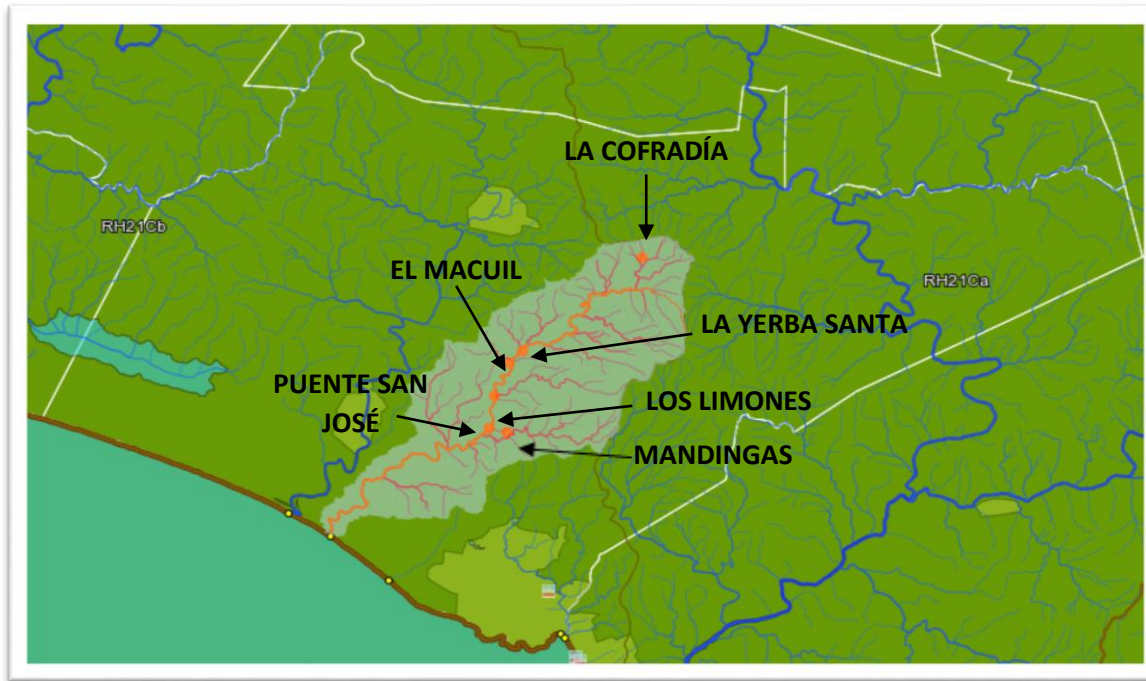 LA COFRADÍA
RH21Cb
EL MACUIL
RH21Ca
LA YERBA SANTA
PUENTE SAN
JOSÉ
LOS LIMONES
MANDINGAS